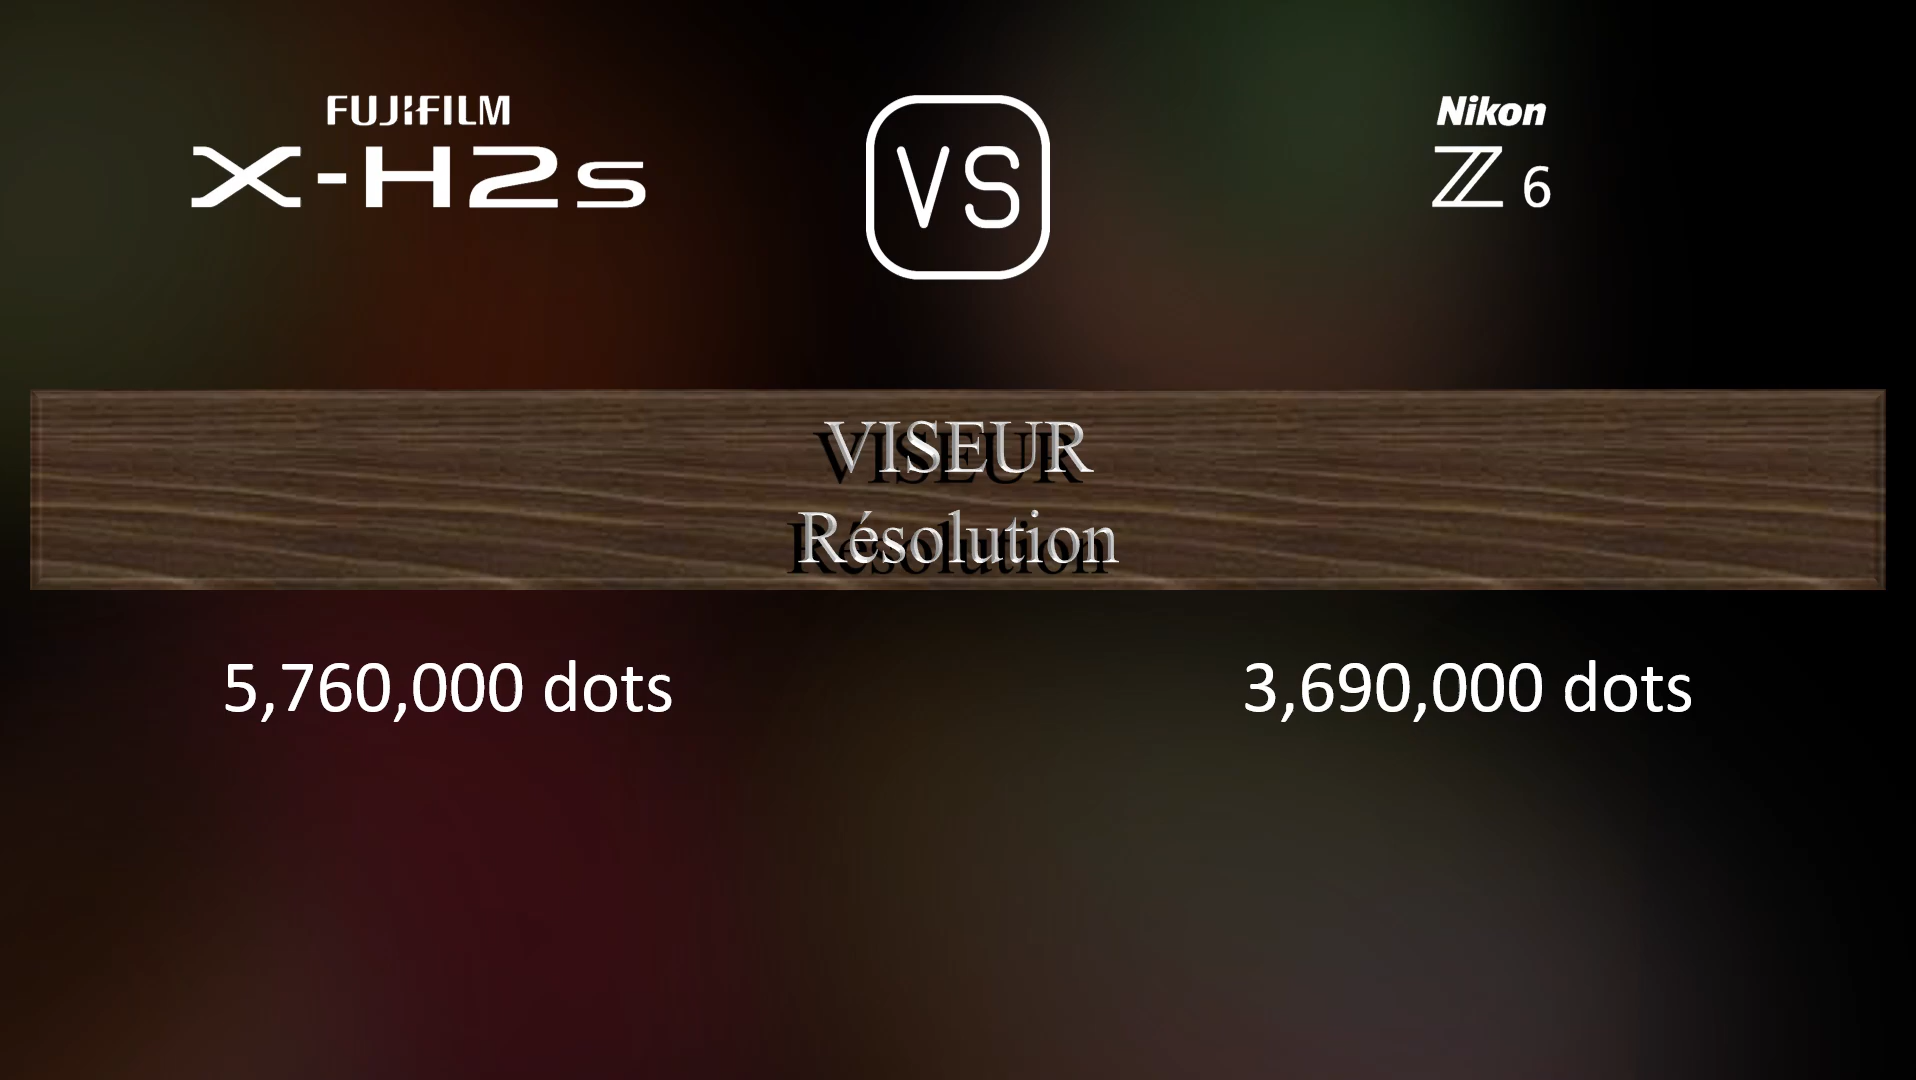 FUJIFILM
X-H2s
VS
Nikon
Z 6
VISEUR
Résolution
5,760,000 dots
3,690,000 dots